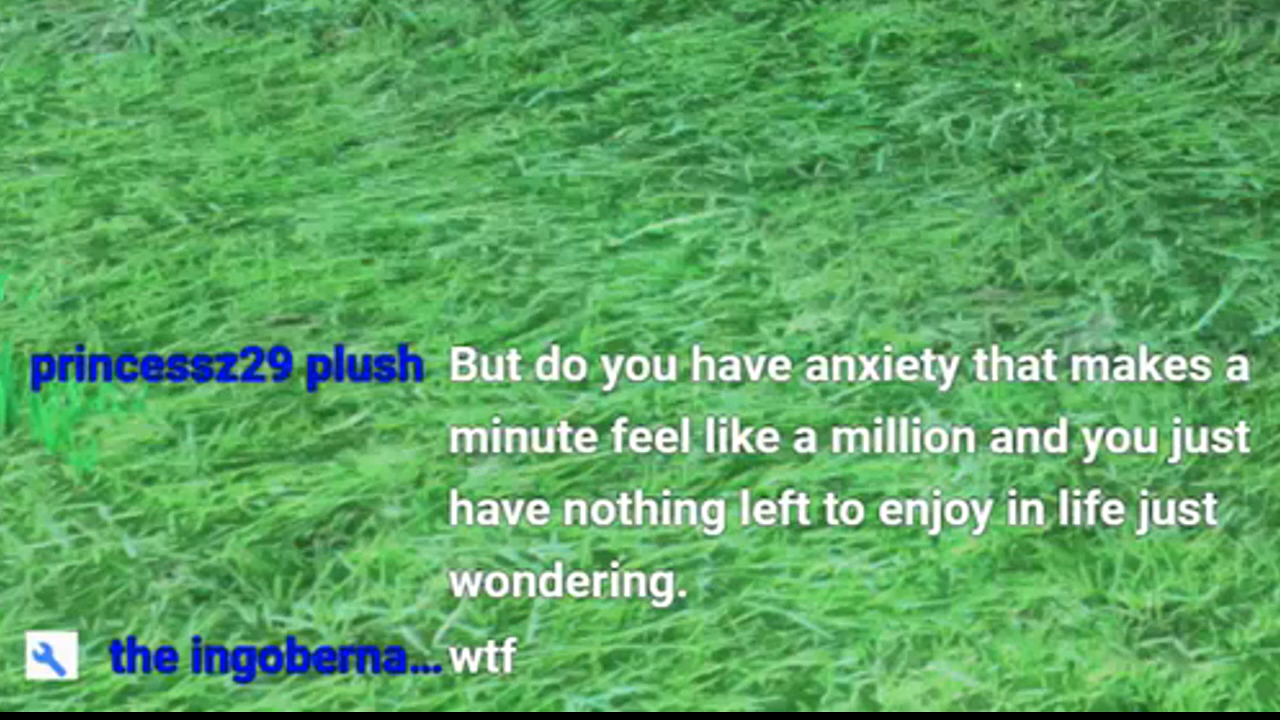 princessz29 plush But do you have anxiety that makes a
minute feel like a million and you just
have nothing left to enjoy in life just
wondering.
the ingoberna... wtf